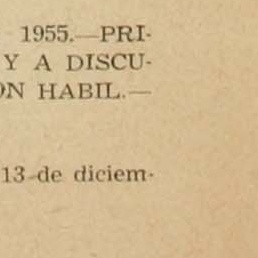 1955.—PRI-
Y A DISCU-
ON HABIL.—
13 de diciem-